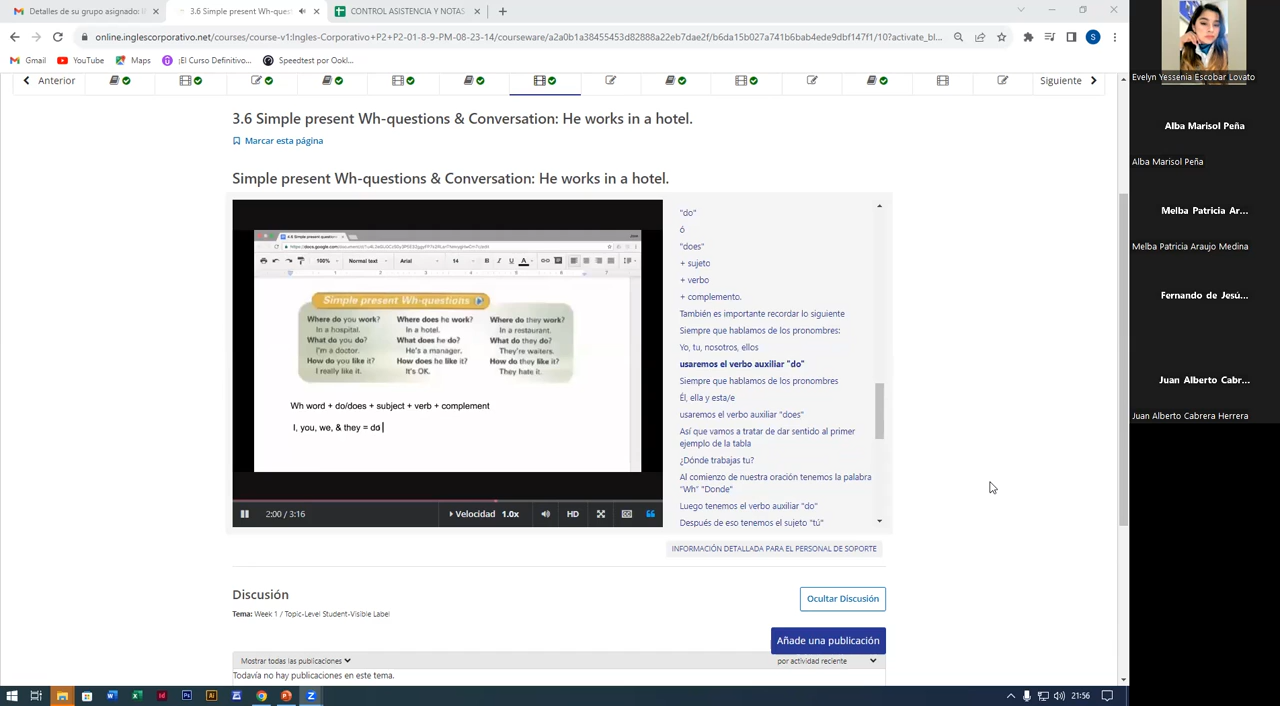 Detalles de su grupo asignado:
3.6 Simple present Wh-quest
CONTROL ASISTENCIA Y NOTAS
online.inglescorporativo.net/courses/course-v1:Ingles-Corporativo+P2+P2-01-8-9-PM-08-23-14/courseware/a2a0b1a38455453d82888a22eb7dae2f/b6da15b027a741b6bab4ede9dbf147f1/10?activate_bl...
Gmail
YouTube
Maps
¡El Curso Definitivo...
Speedtest por Ookl...
Anterior
Siguiente
3.6 Simple present Wh-questions & Conversation: He works in a hotel.
Marcar esta página
Simple present Wh-questions & Conversation: He works in a hotel.
100%
Normal text
Arial
14
Simple present Wh-questions
Where do you work? Where does he work? Where do they work?
In a hospital. In a hotel. In a restaurant.
What do you do? What does he do? What do they do?
I'm a doctor. He's a manager. They're waiters.
How do you like it? How does he like it? How do they like it?
I really like it. It's OK. They hate it.
Wh word + do/does + subject + verb + complement
I, you, we, & they = do
2:00 / 3:16
Velocidad 1.0x
HD
"do"
ó
"does"
+ sujeto
+ verbo
+ complemento.
También es importante recordar lo siguiente
Siempre que hablamos de los pronombres:
Yo, tu, nosotros, ellos
usaremos el verbo auxiliar "do"
Siempre que hablamos de los pronombres
Él, ella y esta/e
usaremos el verbo auxiliar "does"
Así que vamos a tratar de dar sentido al primer
ejemplo de la tabla
¿Dónde trabajas tu?
Al comienzo de nuestra oración tenemos la palabra
"Wh" "Donde"
Luego tenemos el verbo auxiliar "do"
Después de eso tenemos el sujeto "tú"
INFORMACIÓN DETALLADA PARA EL PERSONAL DE SOPORTE
Discusión
Ocultar Discusión
Tema: Week 1 / Topic-Level Student-Visible Label
Añade una publicación
Mostrar todas las publicaciones
por actividad reciente
Todavía no hay publicaciones en este tema.
Evelyn Yessenia Escobar Lovato
Alba Marisol Peña
Alba Marisol Peña
Melba Patricia Ar...
Melba Patricia Araujo Medina
Fernando de Jesú...
Juan Alberto Cabr...
Juan Alberto Cabrera Herrera
21:56